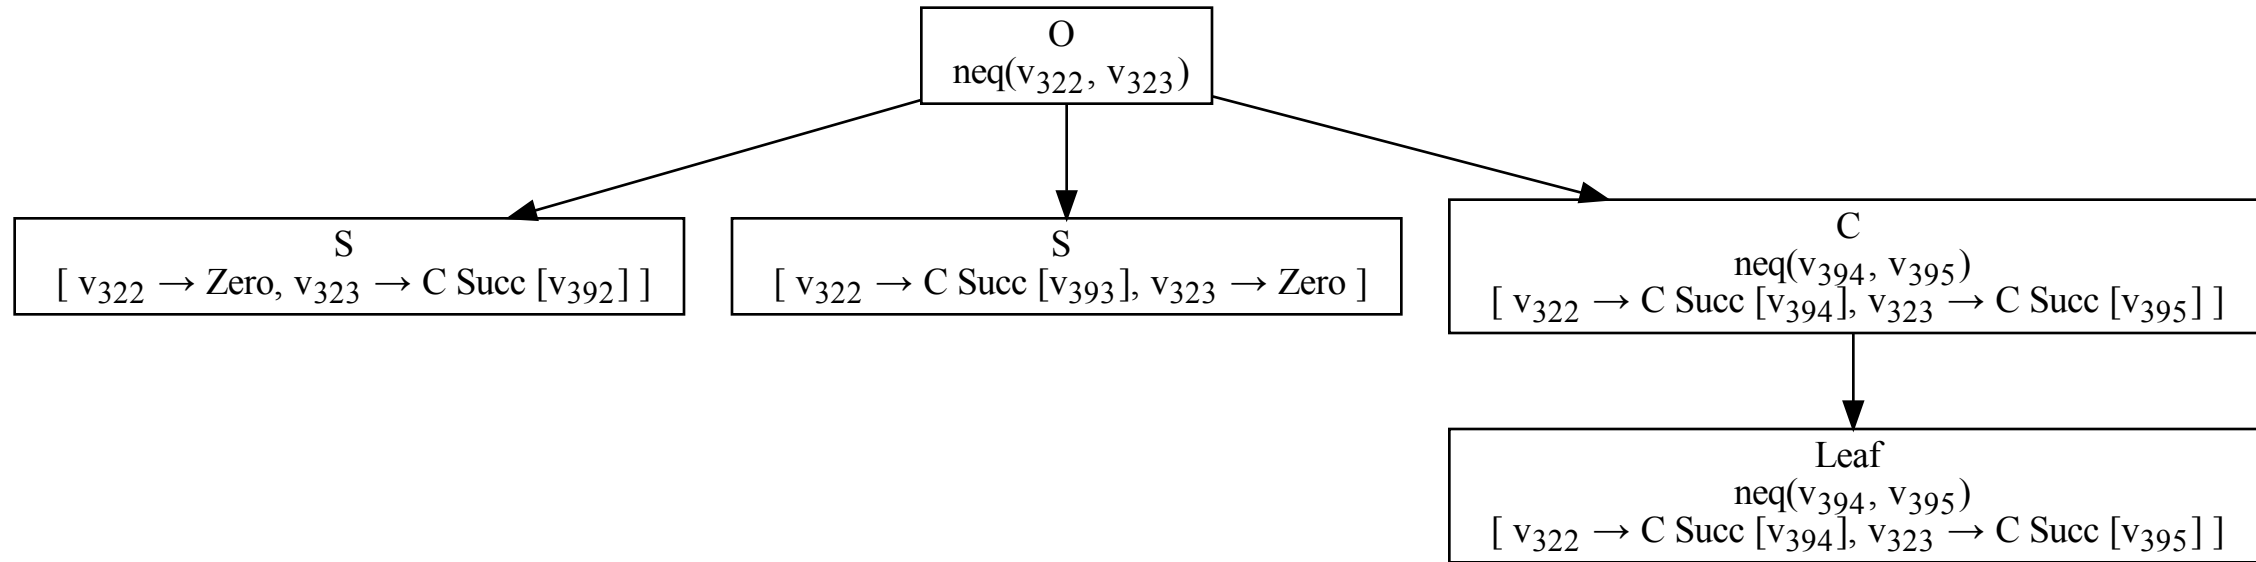 O
neq(v322, v323)
S
[ v322 → Zero, v323 → C Succ [v392] ]
S
[ v322 → C Succ [v393], v323 → Zero ]
C
neq(v394, v395)
[ v322 → C Succ [v394], v323 → C Succ [v395] ]
Leaf
neq(v394, v395)
[ v322 → C Succ [v394], v323 → C Succ [v395] ]